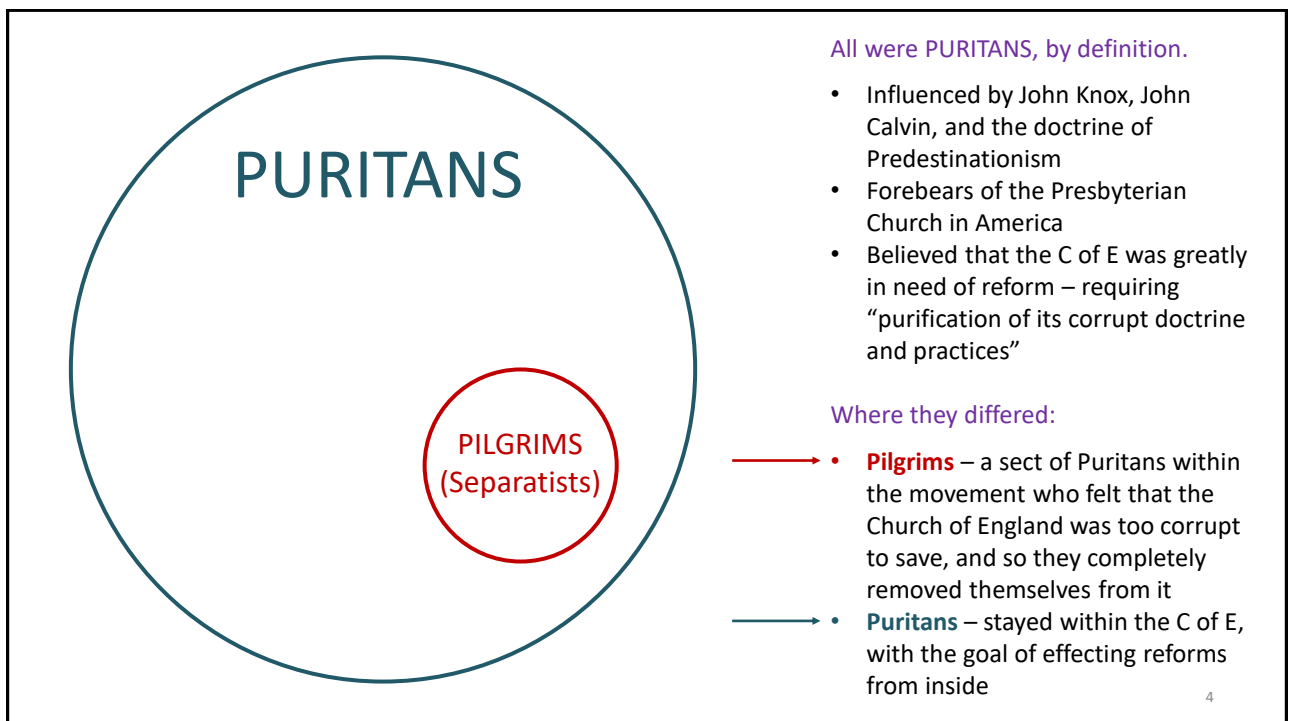 PURITANS
PILGRIMS
(Separatists)
All were PURITANS, by definition.
• Influenced by John Knox, John
Calvin, and the doctrine of
Predestinationism
• Forebears of the Presbyterian
Church in America
• Believed that the C of E was greatly
in need of reform – requiring
“purification of its corrupt doctrine
and practices”
Where they differed:
• Pilgrims – a sect of Puritans within
the movement who felt that the
Church of England was too corrupt
to save, and so they completely
removed themselves from it
• Puritans – stayed within the C of E,
with the goal of effecting reforms
from inside
4